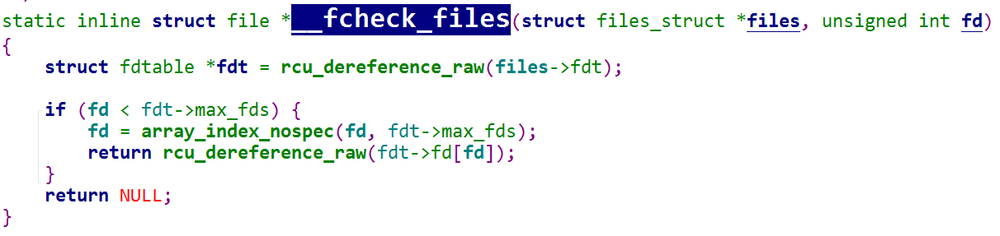 static inline struct file *__fcheck_files(struct files_struct *files, unsigned int fd)
{
    struct fdtable *fdt = rcu_dereference_raw(files->fdt);

    if (fd < fdt->max_fds) {
        fd = array_index_nospec(fd, fdt->max_fds);
        return rcu_dereference_raw(fdt->fd[fd]);
    }
    return NULL;
}